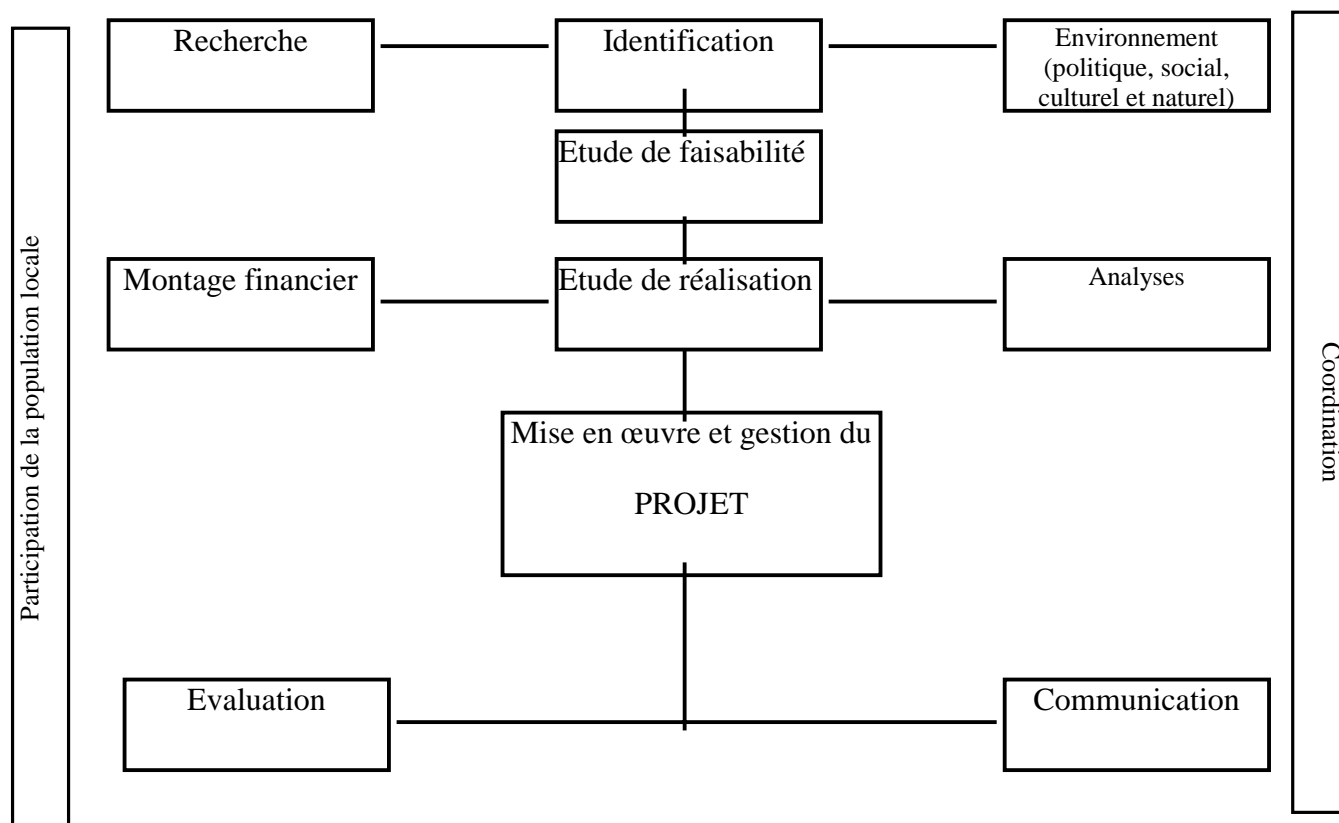 Participation de la population locale
Recherche
Identification
Environnement
(politique, social,
culturel et naturel)
Etude de faisabilité
Montage financier
Etude de réalisation
Analyses
Mise en œuvre et gestion du
PROJET
Evaluation
Communication
Coordination